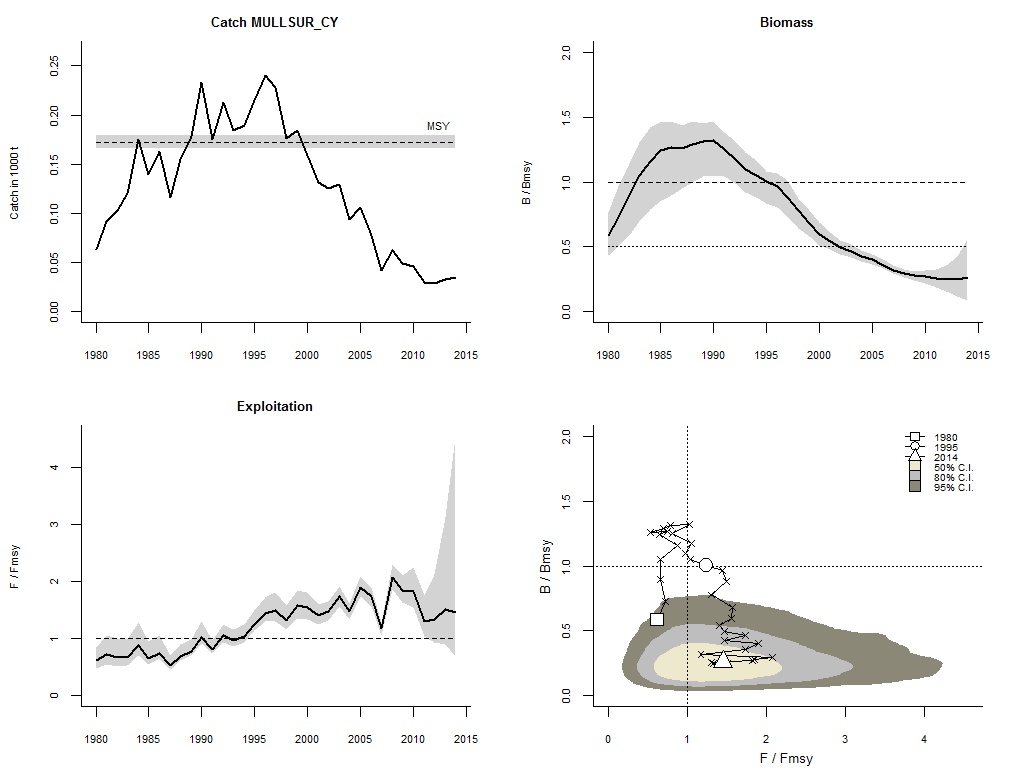 Catch MULLSUR_CY
Catch in 1000 t
0.25
0.20
0.15
0.10
0.05
0.00
MSY
1980 1985 1990 1995 2000 2005 2010 2015
Biomass
B / Bmsy
2.0
1.5
1.0
0.5
0.0
1980 1985 1990 1995 2000 2005 2010 2015
Exploitation
F / Fmsy
4
3
2
1
0
1980 1985 1990 1995 2000 2005 2010 2015
B / Bmsy
2.0
1.5
1.0
0.5
0.0
1980
1995
2014
50% C.I.
80% C.I.
95% C.I.
0 1 2 3 4
F / Fmsy